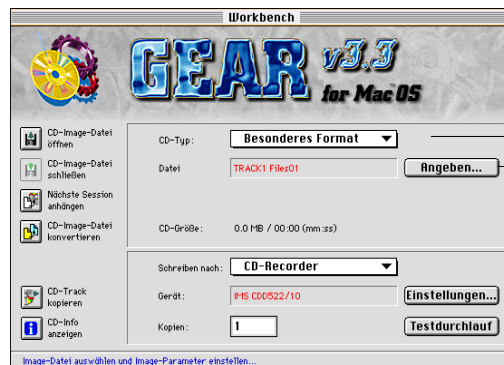 Workbench
GEAR v3.3
for Mac OS
CD-Image-Datei
öffnen
CD-Image-Datei
schließen
Nächste Session
anhängen
CD-Image-Datei
konvertieren
CD-Track
kopieren
CD-Info
anzeigen
CD-Typ:
Besonderes Format
Datei
TRACK1 Files01
Angeben...
CD-Größe:
0.0 MB / 00:00 (mm:ss)
Schreiben nach:
CD-Recorder
Gerät:
IMS CDD522/10
Einstellungen...
Kopien:
1
Testdurchlauf
Image-Datei auswählen und Image-Parameter einstellen...